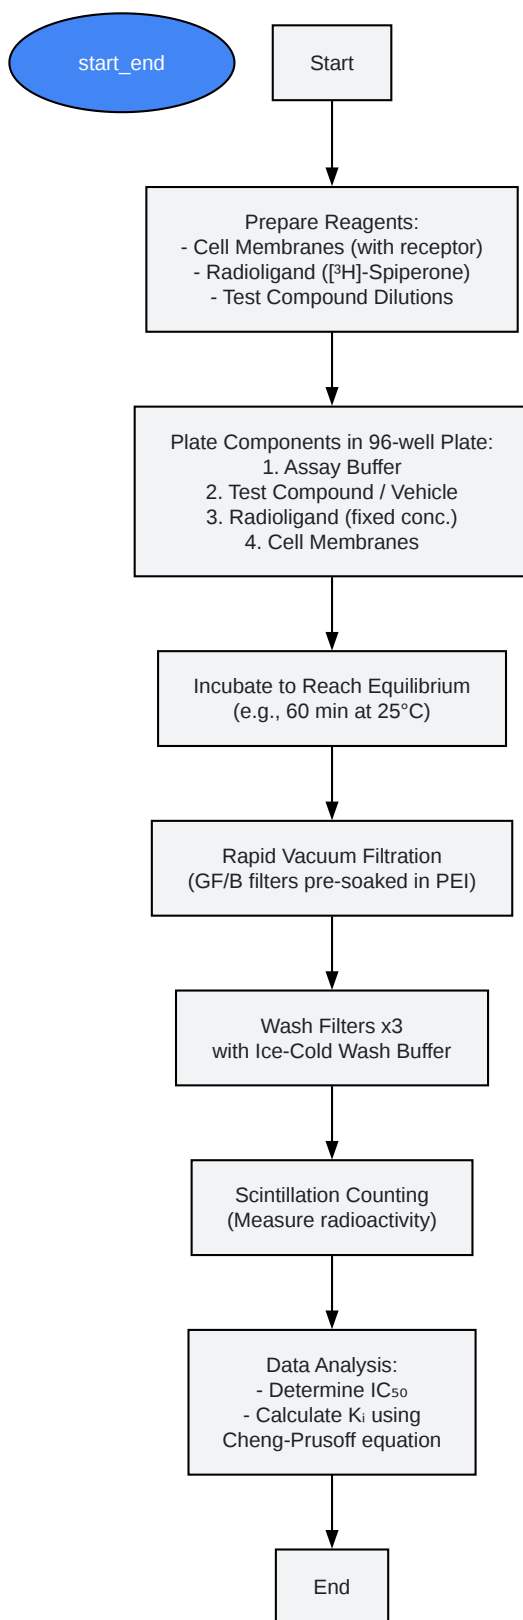 start_end
Start
Prepare Reagents:
- Cell Membranes (with receptor)
- Radioligand ([³H]-Spiperone)
- Test Compound Dilutions
Plate Components in 96-well Plate:
1. Assay Buffer
2. Test Compound / Vehicle
3. Radioligand (fixed conc.)
4. Cell Membranes
Incubate to Reach Equilibrium
(e.g., 60 min at 25°C)
Rapid Vacuum Filtration
(GF/B filters pre-soaked in PEI)
Wash Filters x3
with Ice-Cold Wash Buffer
Scintillation Counting
(Measure radioactivity)
Data Analysis:
- Determine IC₅₀
- Calculate Kᵢ using
Cheng-Prusoff equation
End